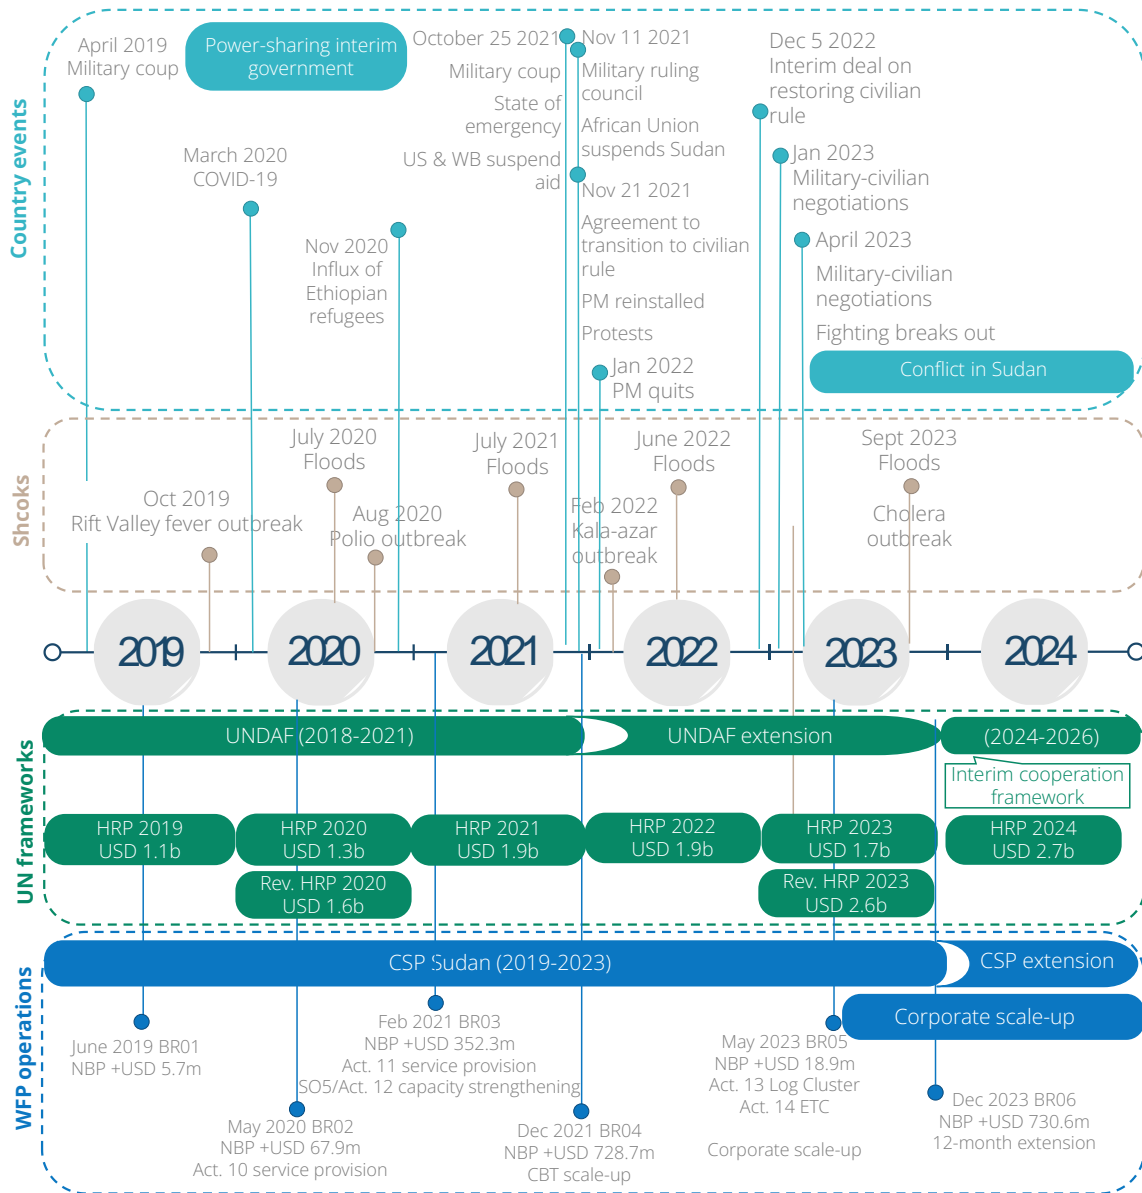 Country events
April 2019
Military coup
Power-sharing interim
government
March 2020
COVID-19
Nov 2020
Influx of
Ethiopian
refugees
October 25 2021
Military coup
State of
emergency
US & WB suspend
aid
Nov 11 2021
Military ruling
council
African Union
suspends Sudan
Nov 21 2021
Agreement to
transition to civilian
rule
PM reinstalled
Protests
Jan 2022
PM quits
Dec 5 2022
Interim deal on
restoring civilian
rule
Jan 2023
Military-civilian
negotiations
April 2023
Military-civilian
negotiations
Fighting breaks out
Conflict in Sudan
Shcoks
Oct 2019
Rift Valley fever outbreak
July 2020
Floods
Aug 2020
Polio outbreak
July 2021
Floods
Feb 2022
Kala-azar
outbreak
June 2022
Floods
Sept 2023
Floods
Cholera
outbreak
2019
2020
2021
2022
2023
2024
UN frameworks
UNDAF (2018-2021)
UNDAF extension
(2024-2026)
Interim cooperation
framework
HRP 2019
USD 1.1b
HRP 2020
USD 1.3b
HRP 2021
USD 1.9b
HRP 2022
USD 1.9b
HRP 2023
USD 1.7b
HRP 2024
USD 2.7b
Rev. HRP 2020
USD 1.6b
Rev. HRP 2023
USD 2.6b
WFP operations
CSP Sudan (2019-2023)
CSP extension
Corporate scale-up
June 2019 BR01
NBP +USD 5.7m
May 2020 BR02
NBP +USD 67.9m
Act. 10 service provision
Feb 2021 BR03
NBP +USD 352.3m
Act. 11 service provision
SO5/Act. 12 capacity strengthening
Dec 2021 BR04
NBP +USD 728.7m
CBT scale-up
May 2023 BR05
NBP +USD 18.9m
Act. 13 Log Cluster
Act. 14 ETC
Corporate scale-up
Dec 2023 BR06
NBP +USD 730.6m
12-month extension